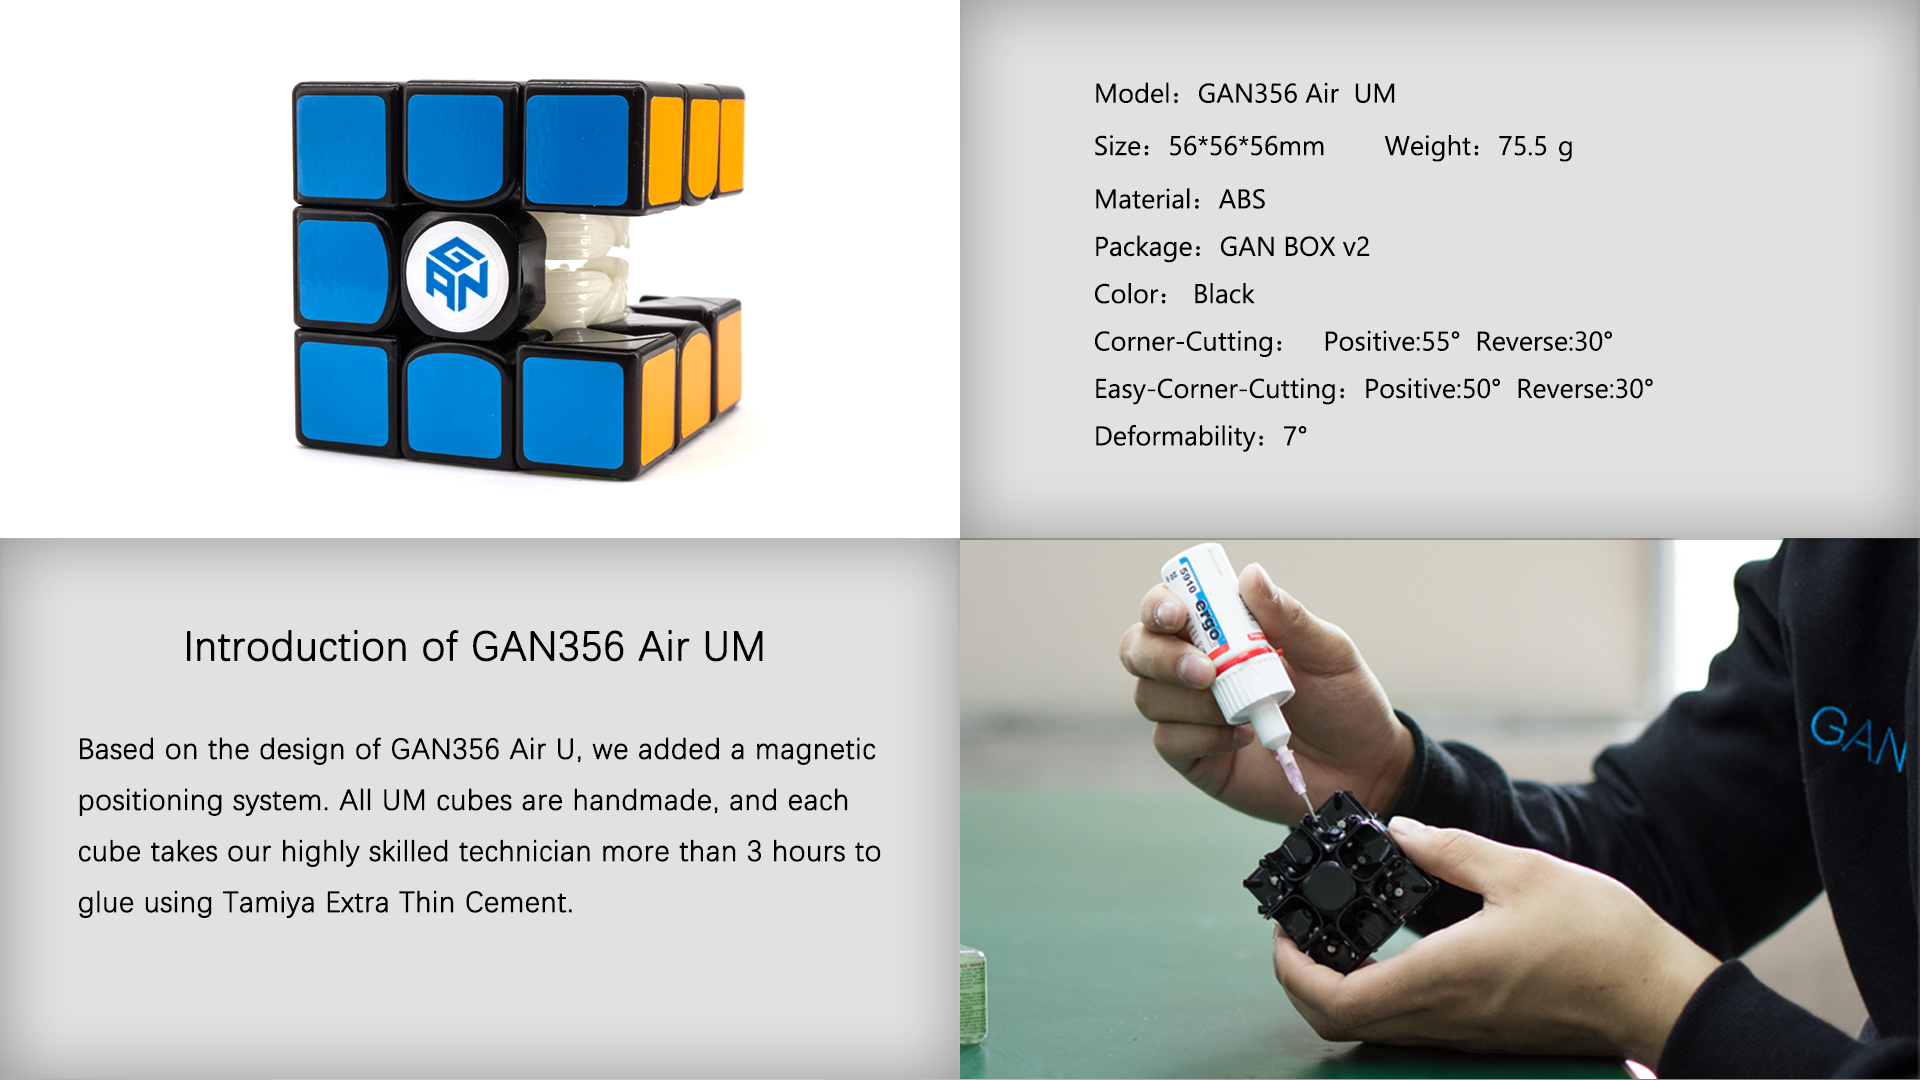 GAN
Model：GAN356 Air UM
Size：56*56*56mm Weight：75.5 g
Material：ABS
Package：GAN BOX v2
Color： Black
Corner-Cutting： Positive:55° Reverse:30°
Easy-Corner-Cutting：Positive:50° Reverse:30°
Deformability：7°
Introduction of GAN356 Air UM
Based on the design of GAN356 Air U, we added a magnetic
positioning system. All UM cubes are handmade, and each
cube takes our highly skilled technician more than 3 hours to
glue using Tamiya Extra Thin Cement.
5910
ergo
GAN